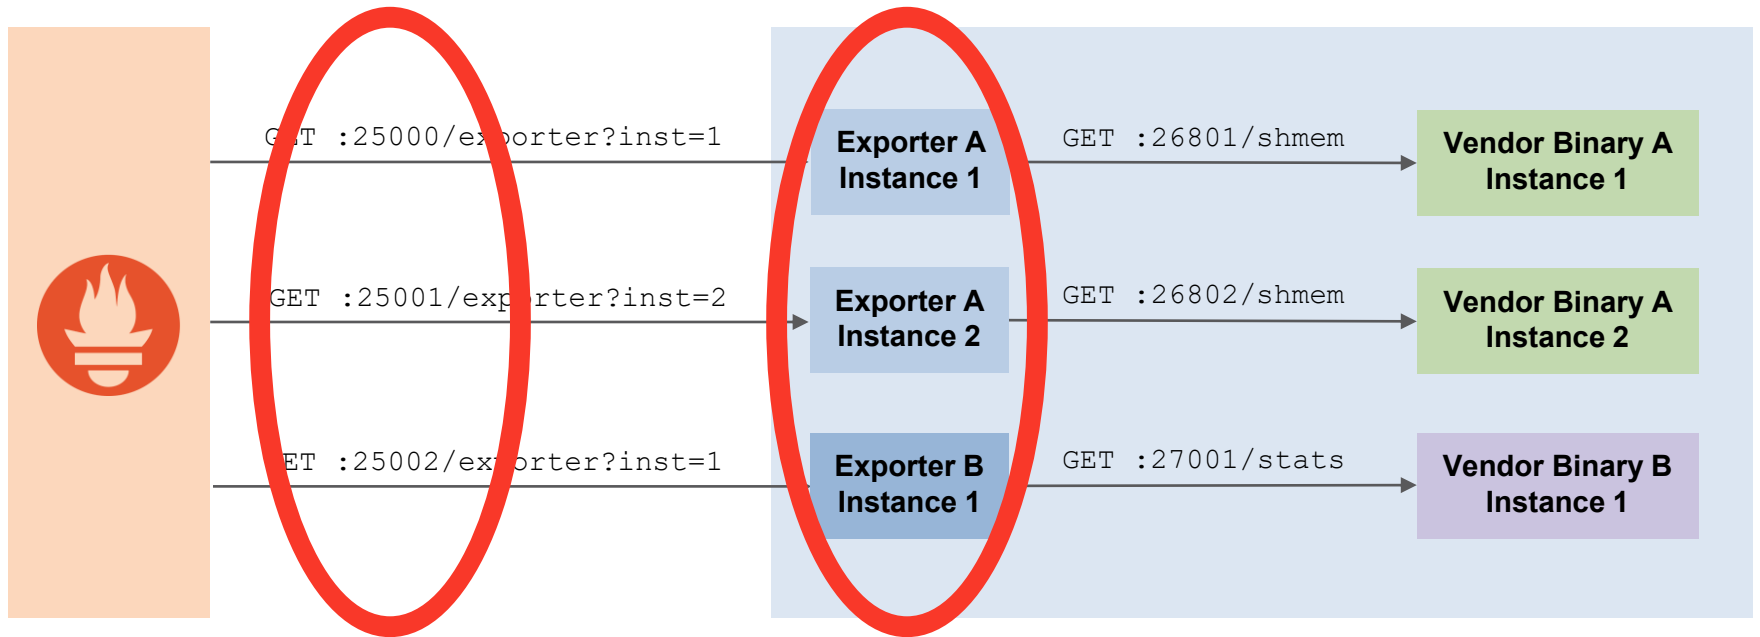 GET :25000/exporter?inst=1
Exporter A
Instance 1
GET :26801/shmem
Vendor Binary A
Instance 1
GET :25001/exporter?inst=2
Exporter A
Instance 2
GET :26802/shmem
Vendor Binary A
Instance 2
GET :25002/exporter?inst=1
Exporter B
Instance 1
GET :27001/stats
Vendor Binary B
Instance 1